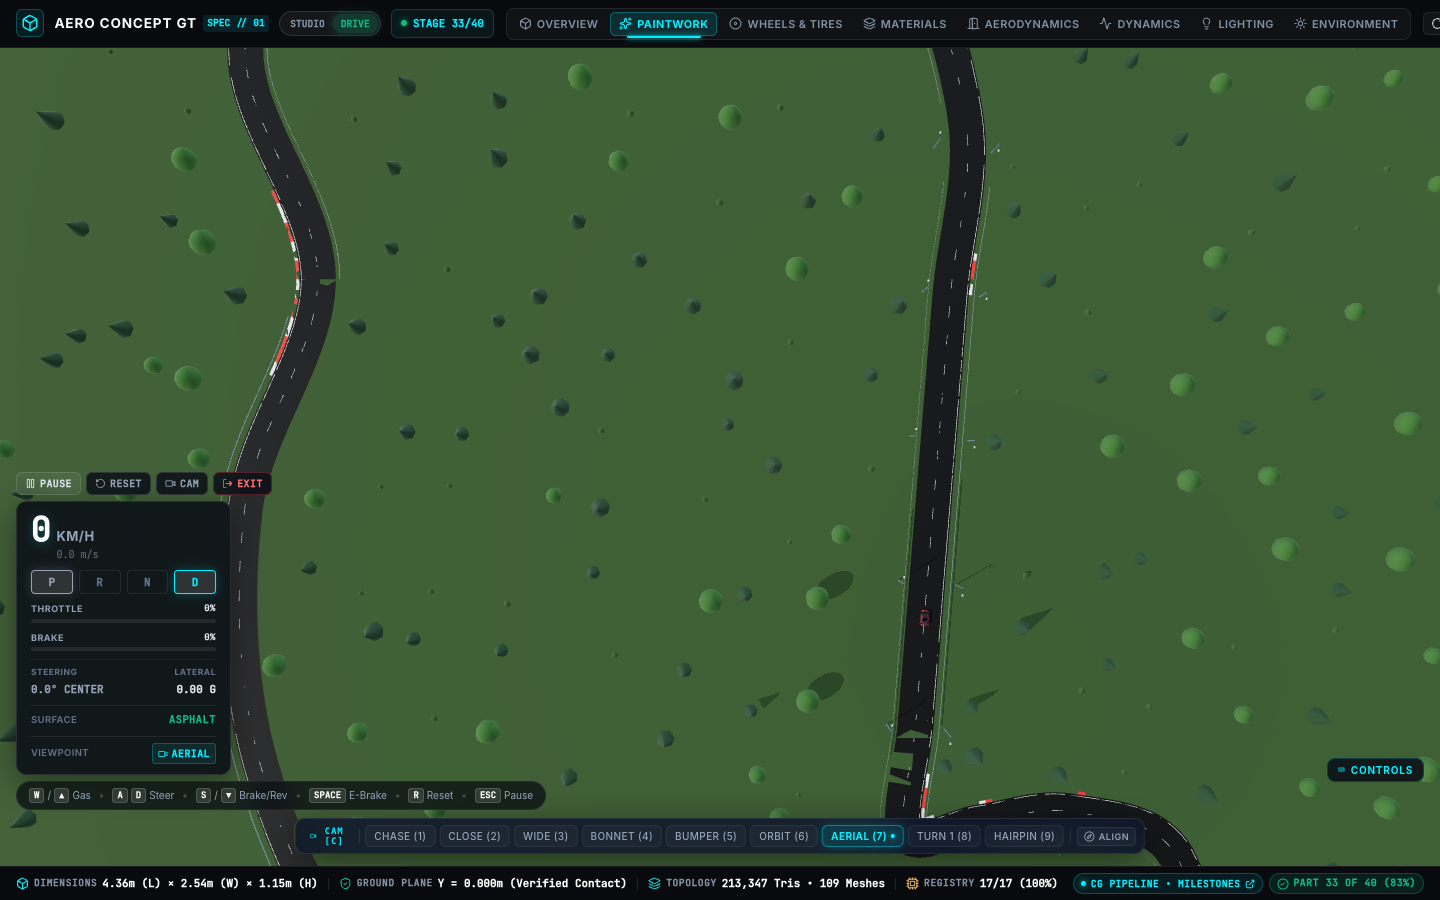 AERO CONCEPT GT SPEC // 01 STUDIO DRIVE STAGE 33/40 OVERVIEW PAINTWORK WHEELS & TIRES MATERIALS AERODYNAMICS DYNAMICS LIGHTING ENVIRONMENT
PAUSE RESET CAM EXIT
0 KM/H
0.0 m/s
P R N D
THROTTLE 0%
BRAKE 0%
STEERING LATERAL
0.0° CENTER 0.00 G
SURFACE ASPHALT
VIEWPOINT AERIAL
CONTROLS
W / ▲ Gas • A D Steer • S / ▼ Brake/Rev • SPACE E-Brake • R Reset • ESC Pause
CAM [C] CHASE (1) CLOSE (2) WIDE (3) BONNET (4) BUMPER (5) ORBIT (6) AERIAL (7) • TURN 1 (8) HAIRPIN (9) ALIGN
DIMENSIONS 4.36m (L) × 2.54m (W) × 1.15m (H) GROUND PLANE Y = 0.000m (Verified Contact) TOPOLOGY 213,347 Tris • 109 Meshes REGISTRY 17/17 (100%) CG PIPELINE • MILESTONES PART 33 OF 40 (83%)